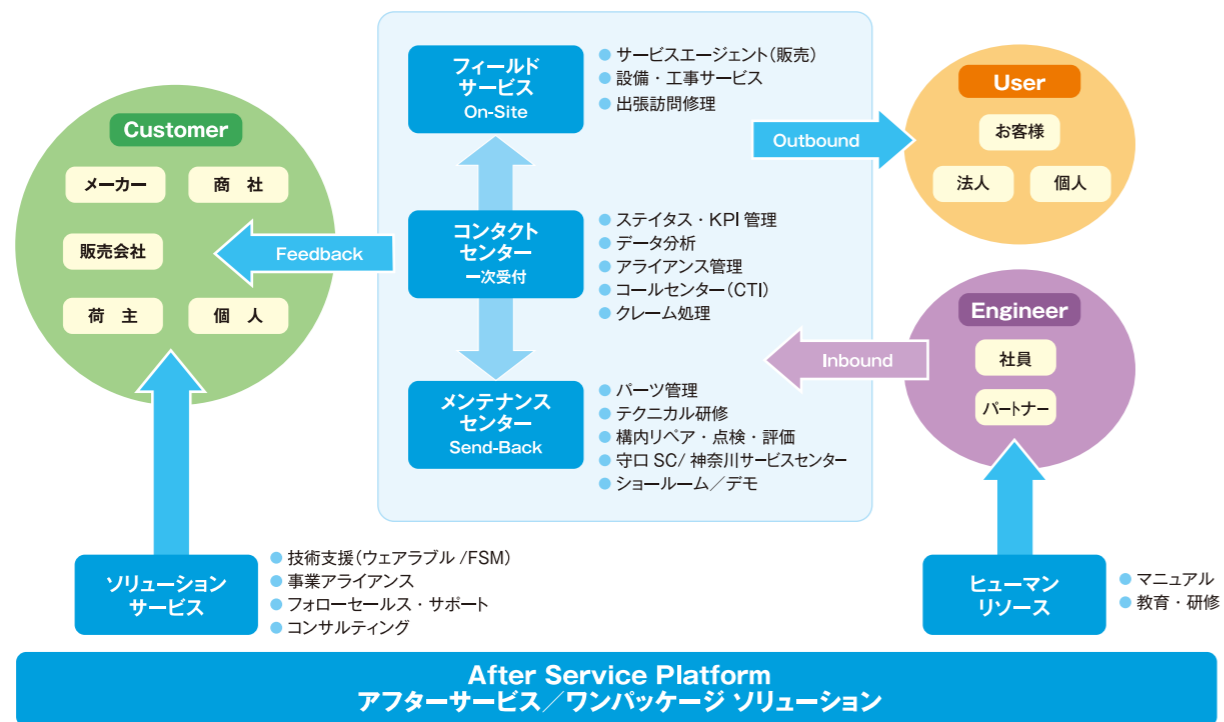 Customer
メーカー
商 社
販売会社
荷 主
個 人
Feedback
フィールド
サービス
On-Site
サービスエージェント(販売)
設備・工事サービス
出張訪問修理
コンタクト
センター
一次受付
ステイタス・KPI 管理
データ分析
アライアンス管理
コールセンター(CTI)
クレーム処理
メンテナンス
センター
Send-Back
パーツ管理
テクニカル研修
構内リペア・点検・評価
守口 SC/ 神奈川サービスセンター
ショールーム/デモ
Outbound
User
お客様
法人
個人
Inbound
Engineer
社員
パートナー
ソリューション
サービス
技術支援(ウェアラブル /FSM)
事業アライアンス
フォローセールス・サポート
コンサルティング
ヒューマン
リソース
マニュアル
教育・研修
After Service Platform
アフターサービス/ワンパッケージ ソリューション